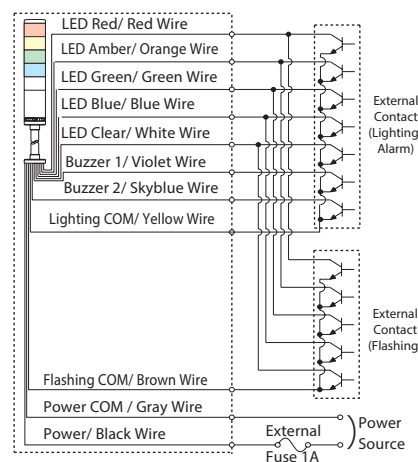 LED Red/ Red Wire
LED Amber/ Orange Wire
LED Green/ Green Wire
LED Blue/ Blue Wire
LED Clear/ White Wire
Buzzer 1/ Violet Wire
Buzzer 2/ Skyblue Wire
Lighting COM/ Yellow Wire
External
Contact
(Lighting
Alarm)
External
Contact
(Flashing
Flashing COM/ Brown Wire
Power COM / Gray Wire
Power/ Black Wire
External
Fuse 1A
Power
Source